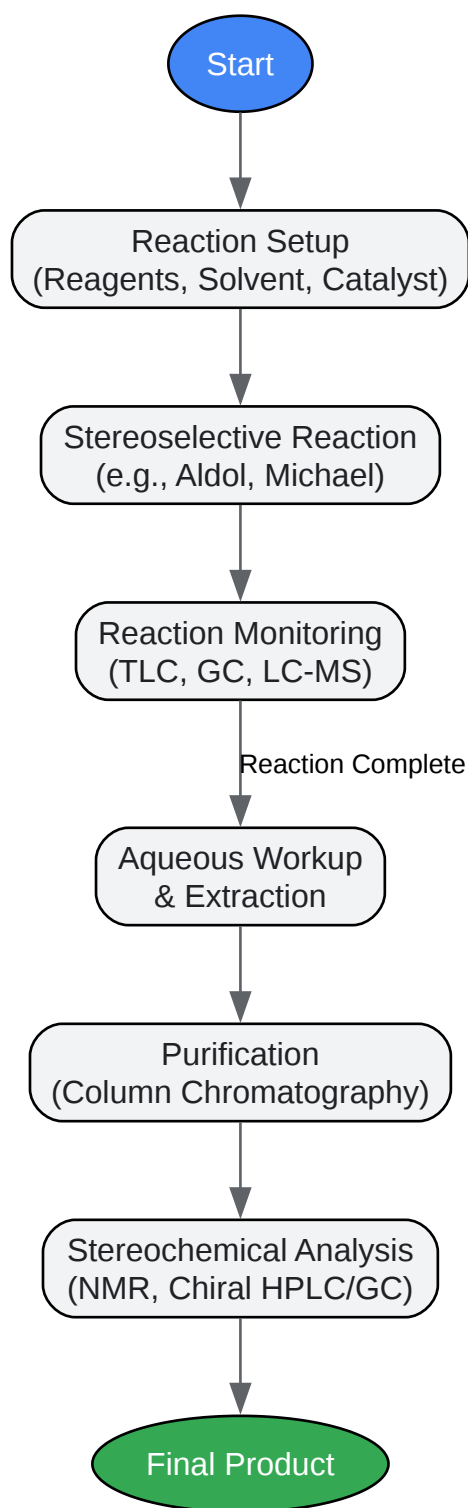 Start
Reaction Setup
(Reagents, Solvent, Catalyst)
Stereoselective Reaction
(e.g., Aldol, Michael)
Reaction Monitoring
(TLC, GC, LC-MS)
Reaction Complete
Aqueous Workup
& Extraction
Purification
(Column Chromatography)
Stereochemical Analysis
(NMR, Chiral HPLC/GC)
Final Product